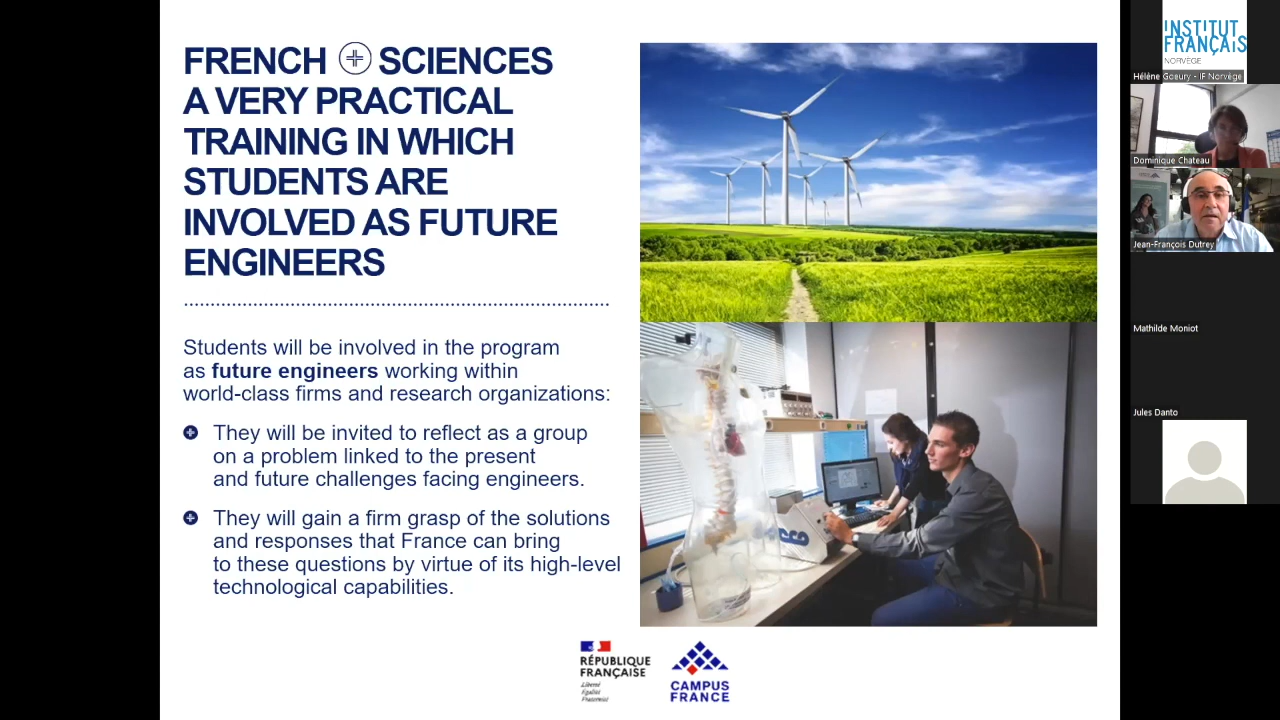 FRENCH + SCIENCES
A VERY PRACTICAL
TRAINING IN WHICH
STUDENTS ARE
INVOLVED AS FUTURE
ENGINEERS
Students will be involved in the program
as future engineers working within
world-class firms and research organizations:
They will be invited to reflect as a group
on a problem linked to the present
and future challenges facing engineers.
They will gain a firm grasp of the solutions
and responses that France can bring
to these questions by virtue of its high-level
technological capabilities.
RÉPUBLIQUE
FRANÇAISE
Liberté
Égalité
Fraternité
CAMPUS
FRANCE
INSTITUT
FRANÇAIS
NORVÈGE
Hélène Goeury - IF Norvège
Dominique Chateau
Jean-François Dutrey
Mathilde Moniot
Jules Danto